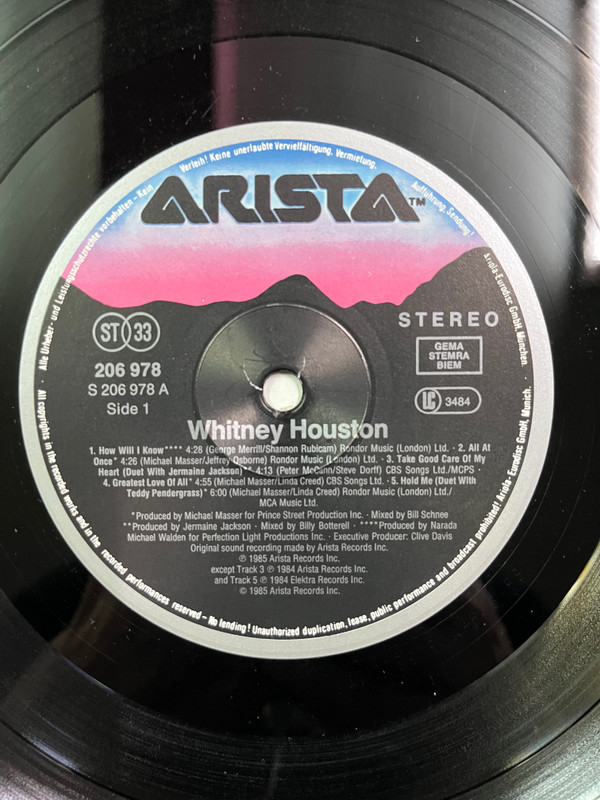 ARISTA™
Alle Urheber- und Leistungsschutzrechte vorbehalten - Kein Verleih! Keine unerlaubte Vervielfältigung, Vermietung, Aufführung, Sendung!
Ariola-Eurodisc GmbH, München.
ST 33
STEREO
206 978
S 206 978 A
Side 1
GEMA
STEMRA
BIEM
LC 3484
Whitney Houston
1. How Will I Know**** 4:28 (George Merrill/Shannon Rubicam) Rondor Music (London) Ltd. · 2. All At
Once* 4:26 (Michael Masser/Jeffrey Osborne) Rondor Music (London) Ltd. · 3. Take Good Care Of My
Heart (Duet With Jermaine Jackson)** 4:13 (Peter McCann/Steve Dorff) CBS Songs Ltd./MCPS ·
4. Greatest Love Of All* 4:55 (Michael Masser/Linda Creed) CBS Songs Ltd. · 5. Hold Me (Duet With
Teddy Pendergrass)* 6:00 (Michael Masser/Linda Creed) Rondor Music (London) Ltd./
MCA Music Ltd.
*Produced by Michael Masser for Prince Street Production Inc. · Mixed by Bill Schnee
**Produced by Jermaine Jackson · Mixed by Billy Botterell · ****Produced by Narada
Michael Walden for Perfection Light Productions Inc. · Executive Producer: Clive Davis
Original sound recording made by Arista Records Inc.
℗ 1985 Arista Records Inc.
except Track 3 ℗ 1984 Arista Records Inc.
and Track 5 ℗ 1984 Elektra Records Inc.
© 1985 Arista Records Inc.
All copyrights in the recorded works and in the recorded performances reserved – No lending! Unauthorized duplication, lease, public performance and broadcast prohibited! Ariola-Eurodisc GmbH, Munich.